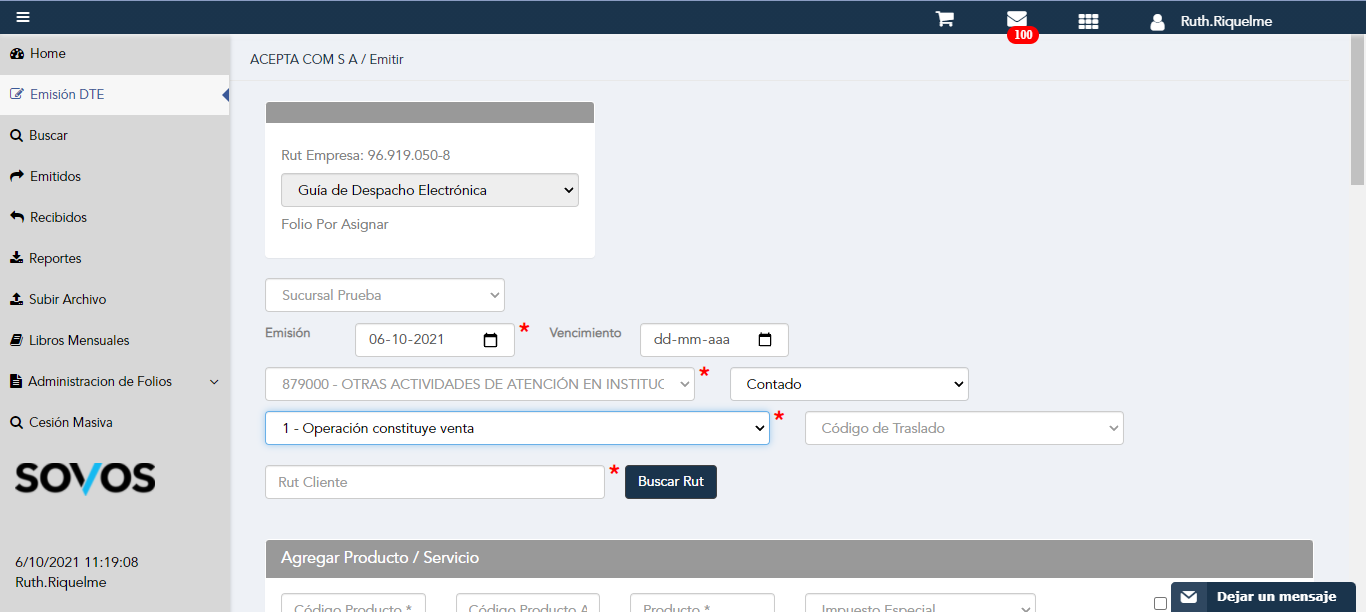 100
Ruth.Riquelme
Home
Emisión DTE
Buscar
Emitidos
Recibidos
Reportes
Subir Archivo
Libros Mensuales
Administracion de Folios
Cesión Masiva
SOVOS
6/10/2021 11:19:08
Ruth.Riquelme
ACEPTA COM S A / Emitir
Rut Empresa: 96.919.050-8
Guía de Despacho Electrónica
Folio Por Asignar
Sucursal Prueba
Emisión 06-10-2021 * Vencimiento dd-mm-aaa
879000 - OTRAS ACTIVIDADES DE ATENCIÓN EN INSTITUC * Contado
1 - Operación constituye venta * Código de Traslado
Rut Cliente * Buscar Rut
Agregar Producto / Servicio
Código Producto * Código Producto A Producto * Impuesto Especial
Dejar un mensaje